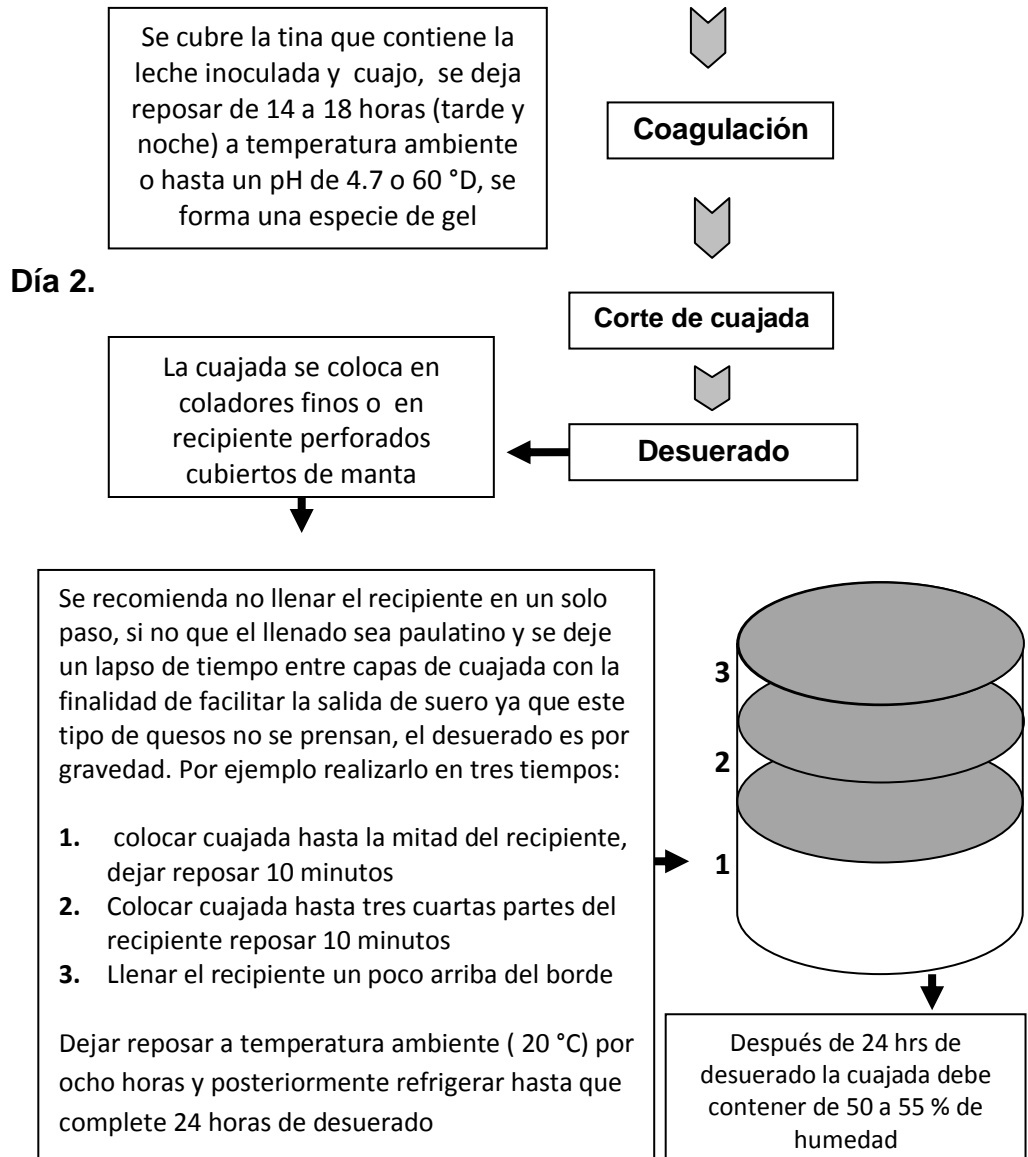 Se cubre la tina que contiene la
leche inoculada y cuajo, se deja
reposar de 14 a 18 horas (tarde y
noche) a temperatura ambiente
o hasta un pH de 4.7 o 60 °D, se
forma una especie de gel
Coagulación
Día 2.
Corte de cuajada
La cuajada se coloca en
coladores finos o en
recipiente perforados
cubiertos de manta
Desuerado
Se recomienda no llenar el recipiente en un solo
paso, si no que el llenado sea paulatino y se deje
un lapso de tiempo entre capas de cuajada con la
finalidad de facilitar la salida de suero ya que este
tipo de quesos no se prensan, el desuerado es por
gravedad. Por ejemplo realizarlo en tres tiempos:
1. colocar cuajada hasta la mitad del recipiente,
dejar reposar 10 minutos
2. Colocar cuajada hasta tres cuartas partes del
recipiente reposar 10 minutos
3. Llenar el recipiente un poco arriba del borde
Dejar reposar a temperatura ambiente ( 20 °C) por
ocho horas y posteriormente refrigerar hasta que
complete 24 horas de desuerado
3
2
1
Después de 24 hrs de
desuerado la cuajada debe
contener de 50 a 55 % de
humedad